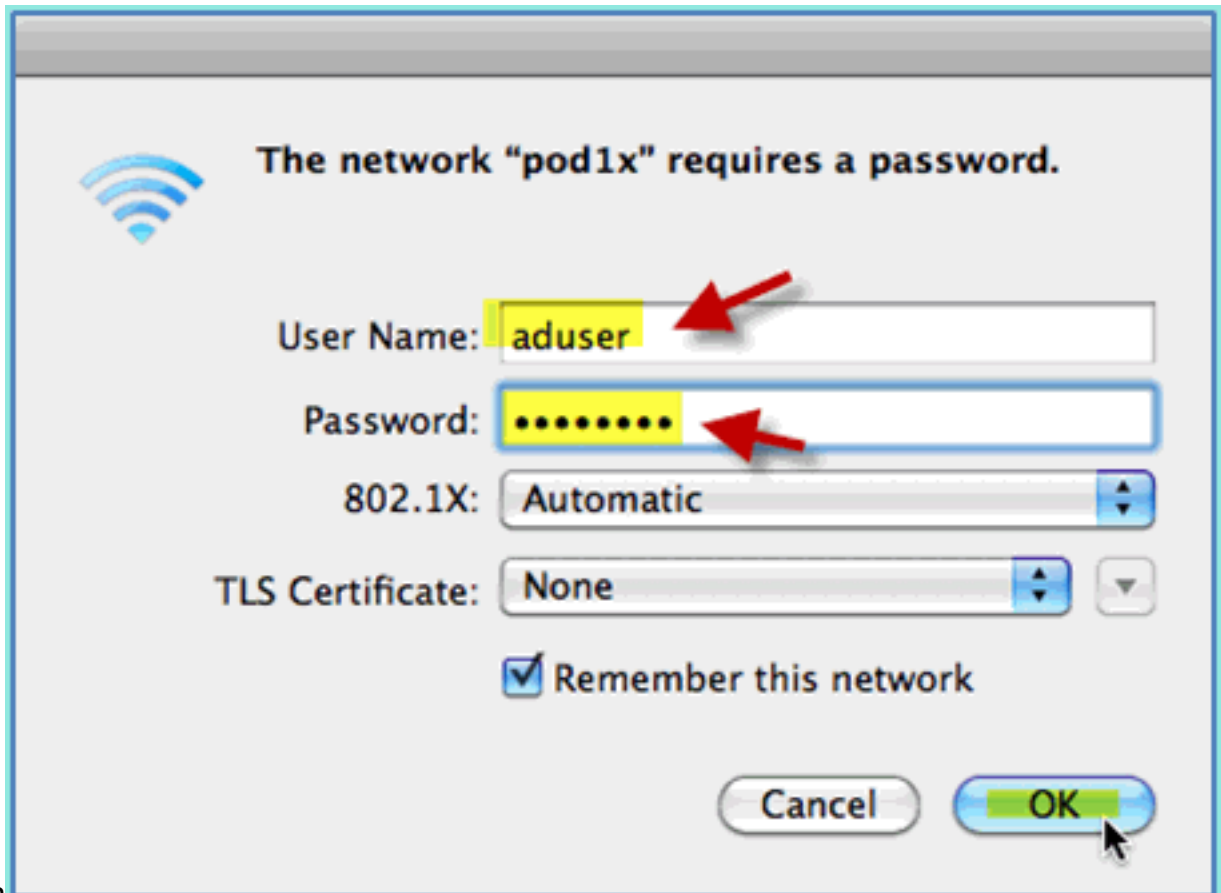 The network “pod1x” requires a password.
User Name: aduser
Password: ••••••••
802.1X: Automatic
TLS Certificate: None
Remember this network
Cancel OK